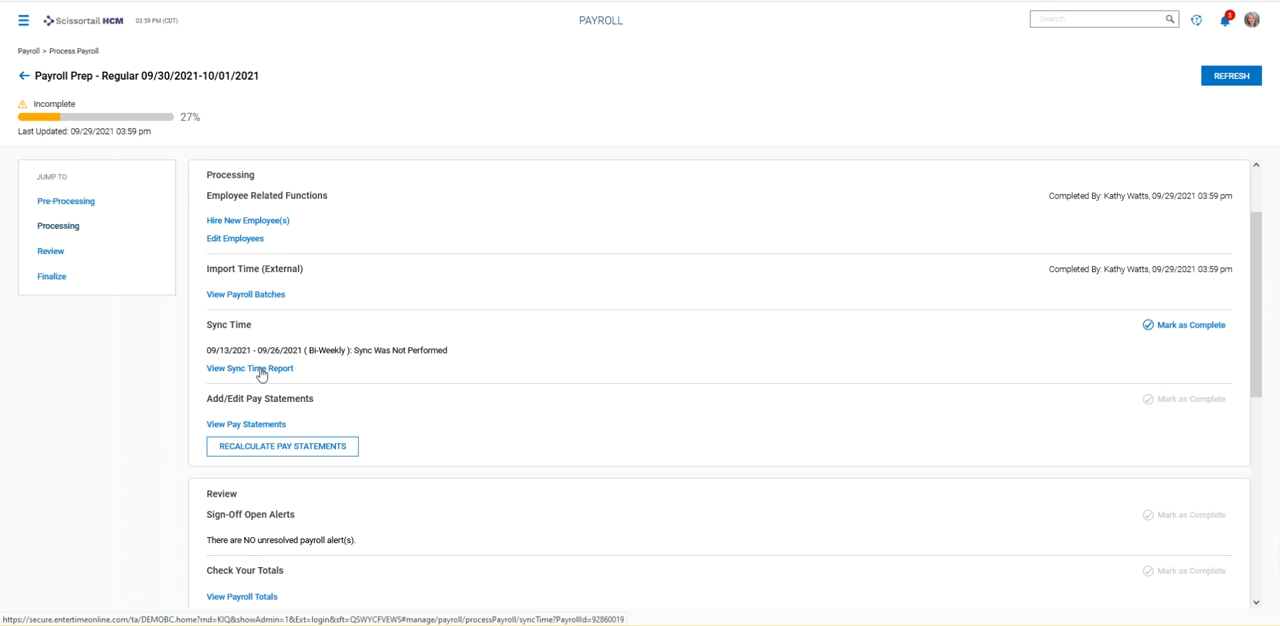 Scissortail HCM 03:59 PM (CDT) PAYROLL Search 3
Payroll > Process Payroll
Payroll Prep - Regular 09/30/2021-10/01/2021 REFRESH
Incomplete
27%
Last Updated: 09/29/2021 03:59 pm
JUMP TO
Pre-Processing
Processing
Review
Finalize
Processing
Employee Related Functions Completed By: Kathy Watts, 09/29/2021 03:59 pm
Hire New Employee(s)
Edit Employees
Import Time (External) Completed By: Kathy Watts, 09/29/2021 03:59 pm
View Payroll Batches
Sync Time Mark as Complete
09/13/2021 - 09/26/2021 ( Bi-Weekly ): Sync Was Not Performed
View Sync Time Report
Add/Edit Pay Statements Mark as Complete
View Pay Statements
RECALCULATE PAY STATEMENTS
Review
Sign-Off Open Alerts Mark as Complete
There are NO unresolved payroll alert(s).
Check Your Totals Mark as Complete
View Payroll Totals
https://secure.entertimeonline.com/ta/DEMOBC.home?rnd=KIQ&showAdmin=1&Ext=login&sft=QSWYCFVEWS#manage/payroll/processPayroll/syncTime?PayrollId=92860019